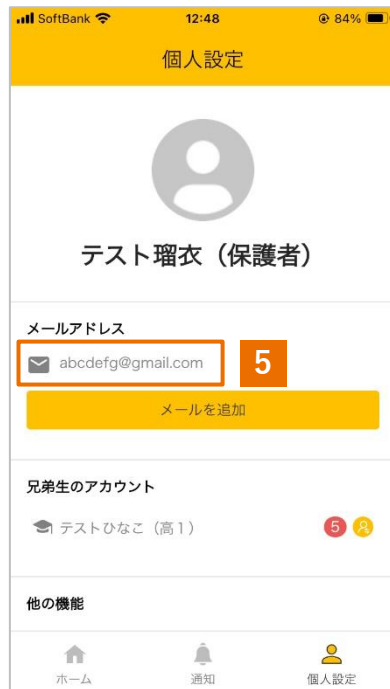 SoftBank 12:48 84%
個人設定
テスト瑠衣（保護者）
メールアドレス
abcdefg@gmail.com 5
メールを追加
兄弟生のアカウント
テストひなこ（高1） 5
他の機能
ホーム 通知 個人設定